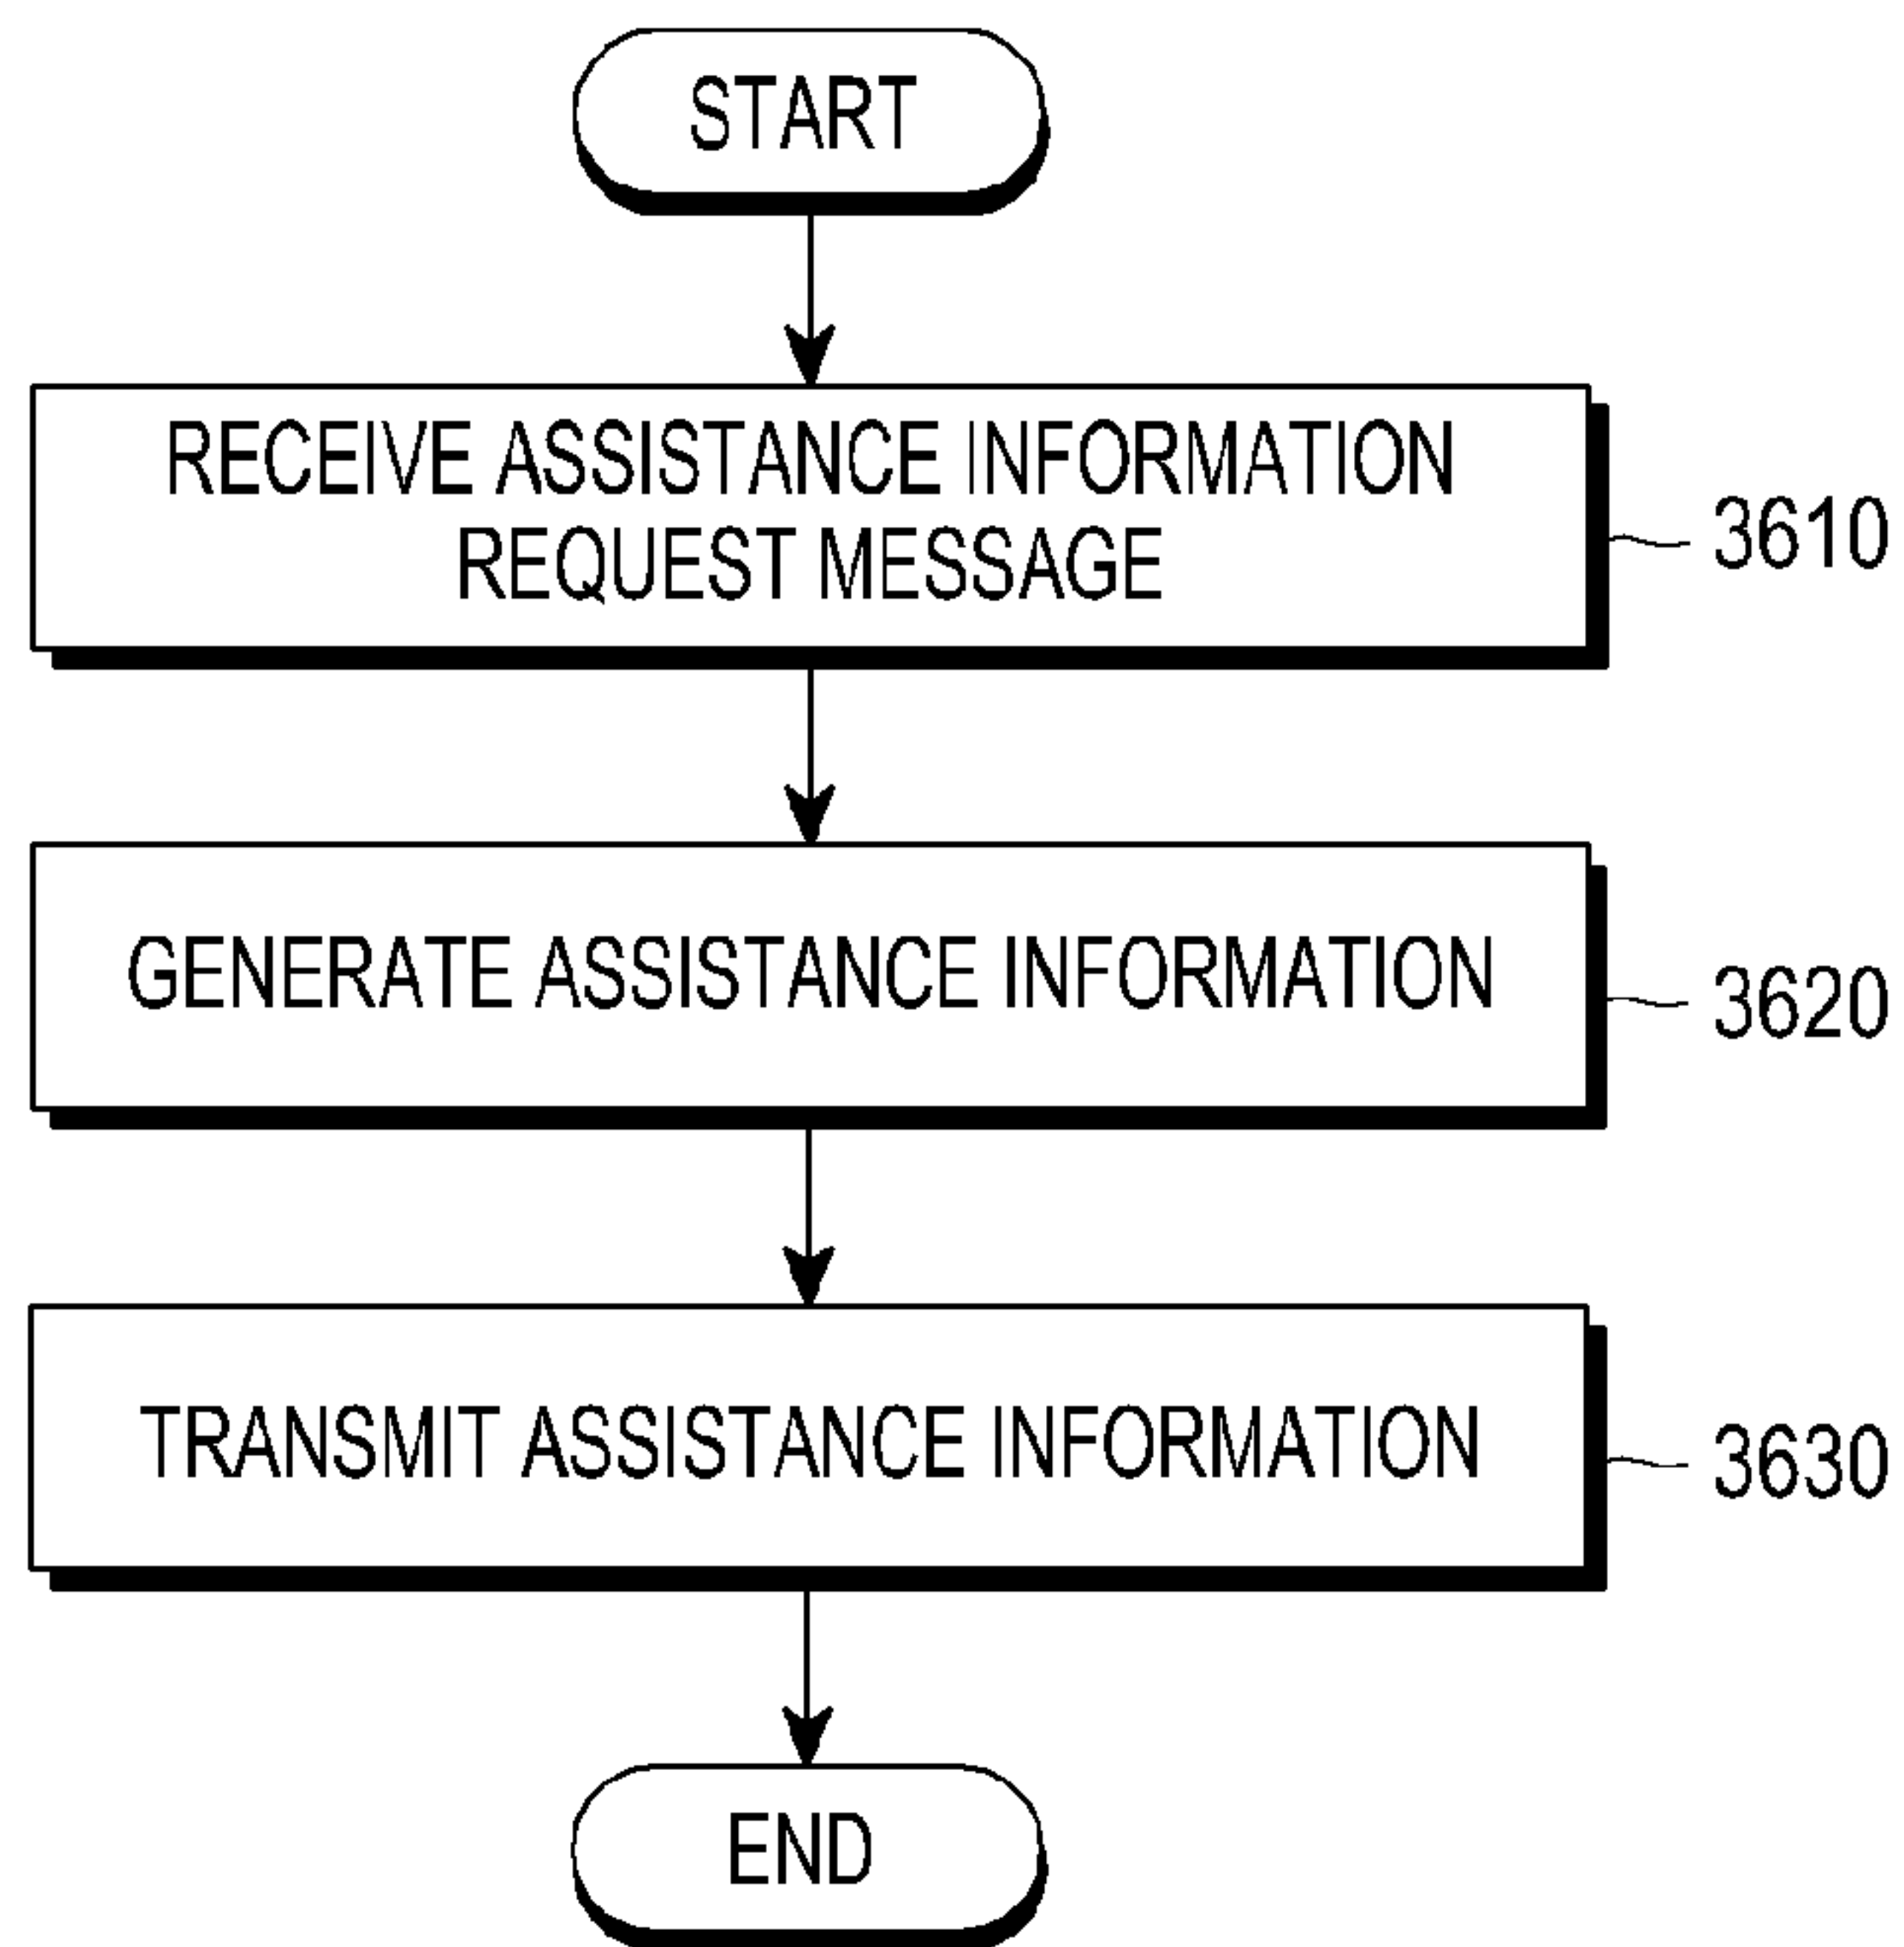 START
RECEIVE ASSISTANCE INFORMATION
REQUEST MESSAGE
3610
GENERATE ASSISTANCE INFORMATION
3620
TRANSMIT ASSISTANCE INFORMATION
3630
END